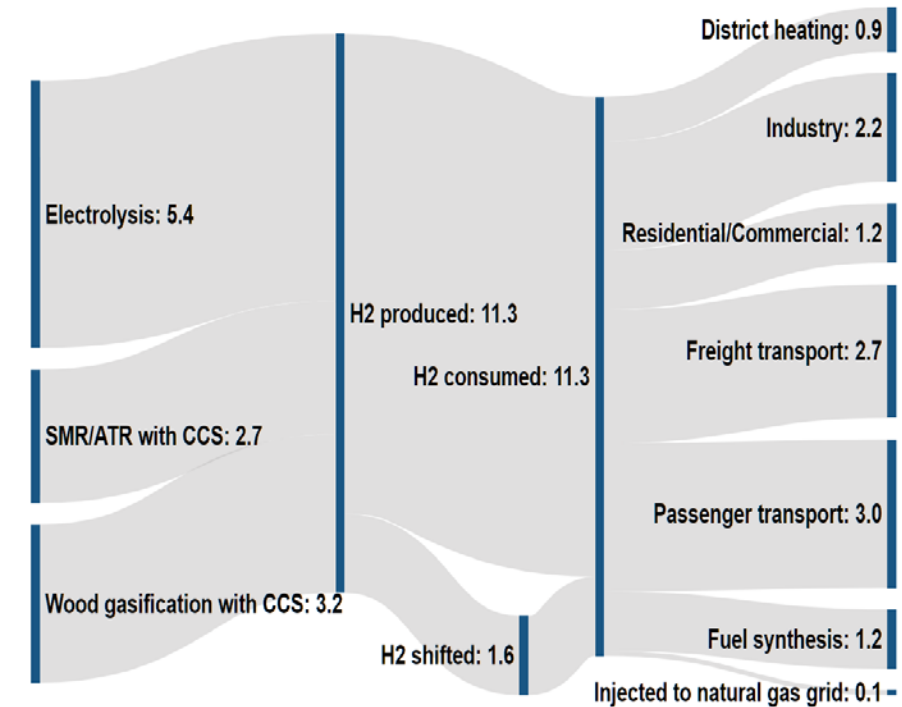 District heating: 0.9
Industry: 2.2
Electrolysis: 5.4
Residential/Commercial: 1.2
H2 produced: 11.3
Freight transport: 2.7
H2 consumed: 11.3
SMR/ATR with CCS: 2.7
Passenger transport: 3.0
Wood gasification with CCS: 3.2
Fuel synthesis: 1.2
H2 shifted: 1.6
Injected to natural gas grid: 0.1